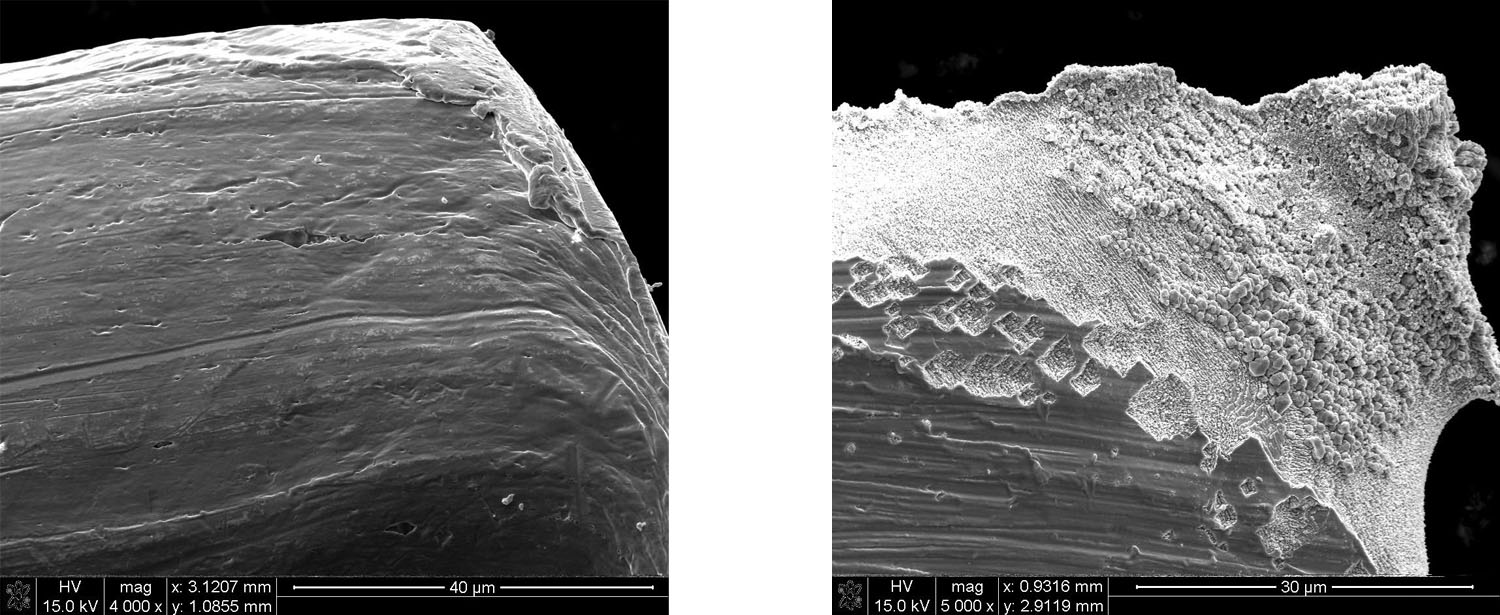 HV mag x: 3.1207 mm 40 µm
15.0 kV 4 000 x y: 1.0855 mm
HV mag x: 0.9316 mm 30 µm
15.0 kV 5 000 x y: 2.9119 mm